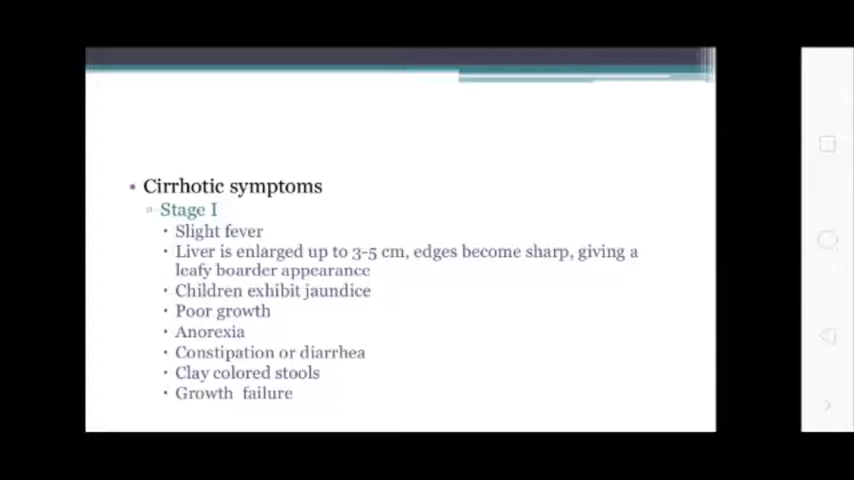 • Cirrhotic symptoms
▫ Stage I
• Slight fever
• Liver is enlarged up to 3-5 cm, edges become sharp, giving a
leafy boarder appearance
• Children exhibit jaundice
• Poor growth
• Anorexia
• Constipation or diarrhea
• Clay colored stools
• Growth failure